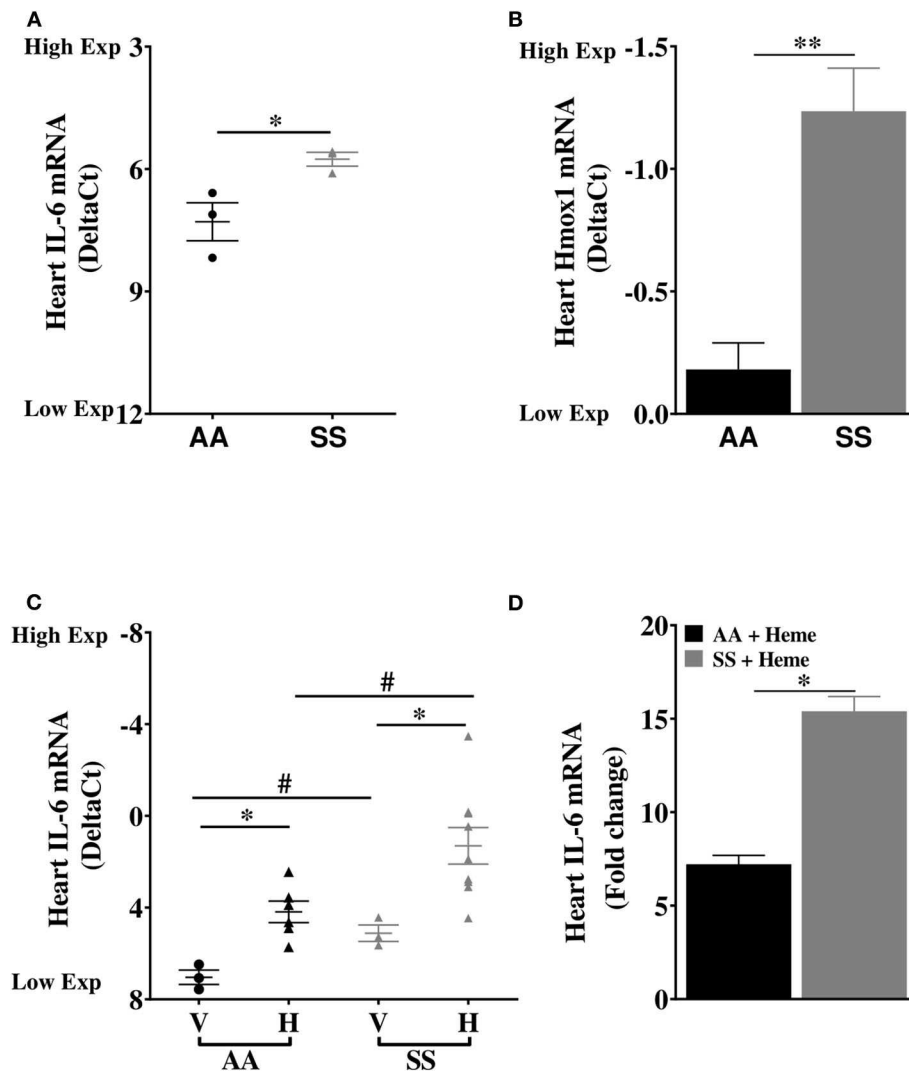 A
High Exp
3
*
6
Heart IL-6 mRNA
(DeltaCt)
9
Low Exp
12
AA SS
B
High Exp
-1.5
**
-1.0
Heart Hmox1 mRNA
(DeltaCt)
-0.5
Low Exp
0.0
AA SS
C
High Exp
-8
#
-4
*
#
0
*
Heart IL-6 mRNA
(DeltaCt)
4
Low Exp
8
V H V H
AA SS
D
20
AA + Heme
SS + Heme
*
15
Heart IL-6 mRNA
(Fold change)
10
5
0